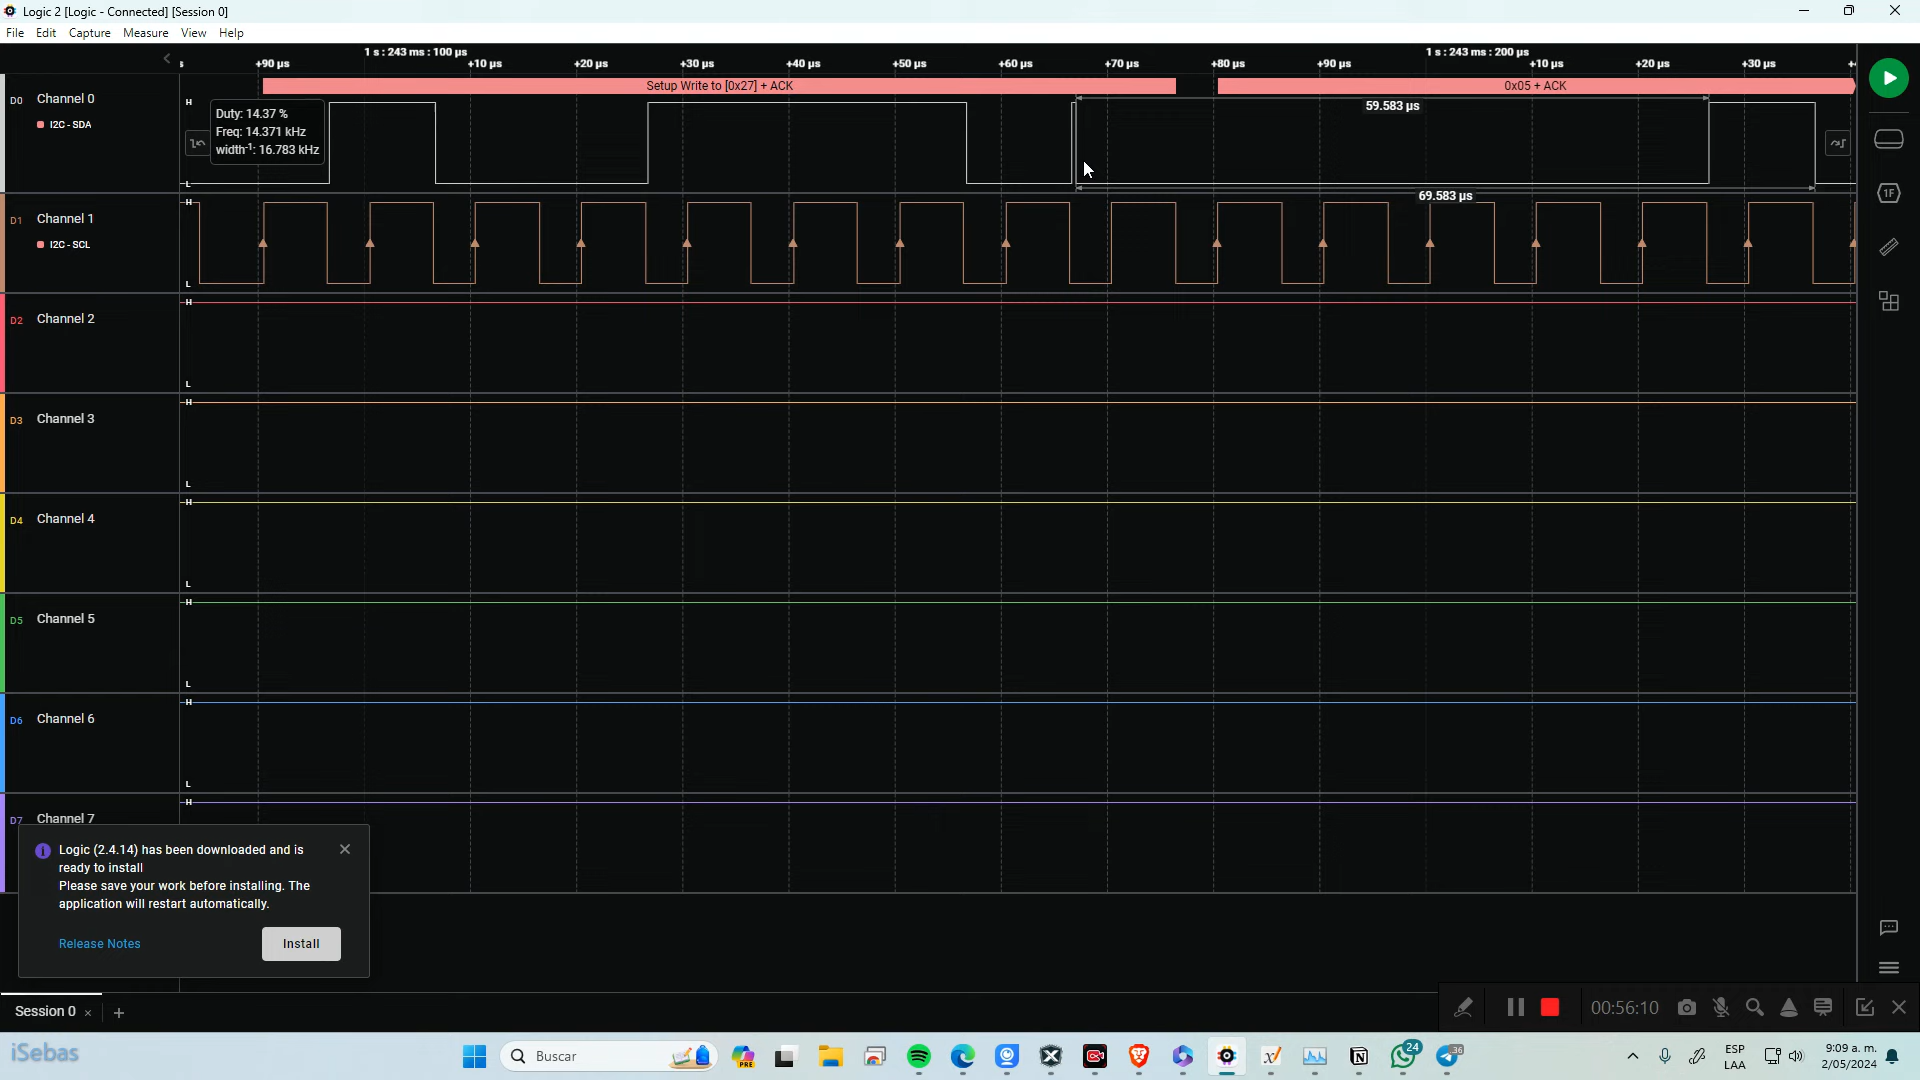 Logic 2 [Logic - Connected] [Session 0]
File Edit Capture Measure View Help
1 s : 243 ms : 100 µs 1 s : 243 ms : 200 µs
+90 µs +10 µs +20 µs +30 µs +40 µs +50 µs +60 µs +70 µs +80 µs +90 µs +10 µs +20 µs +30 µs
Setup Write to [0x27] + ACK 0x05 + ACK
D0 Channel 0 H
I2C - SDA
Duty: 14.37 %
Freq: 14.371 kHz
width-1: 16.783 kHz
59.583 µs
L
69.583 µs
H
D1 Channel 1
I2C - SCL
L
H
D2 Channel 2
L
H
D3 Channel 3
L
H
D4 Channel 4
L
H
D5 Channel 5
L
H
D6 Channel 6
L
H
D7 Channel 7
Logic (2.4.14) has been downloaded and is
ready to install
Please save your work before installing. The
application will restart automatically.
Release Notes Install
1F
Session 0 × +
00:56:10
iSebas
Buscar
PRE
24
36
ESP
LAA
9:09 a. m.
2/05/2024